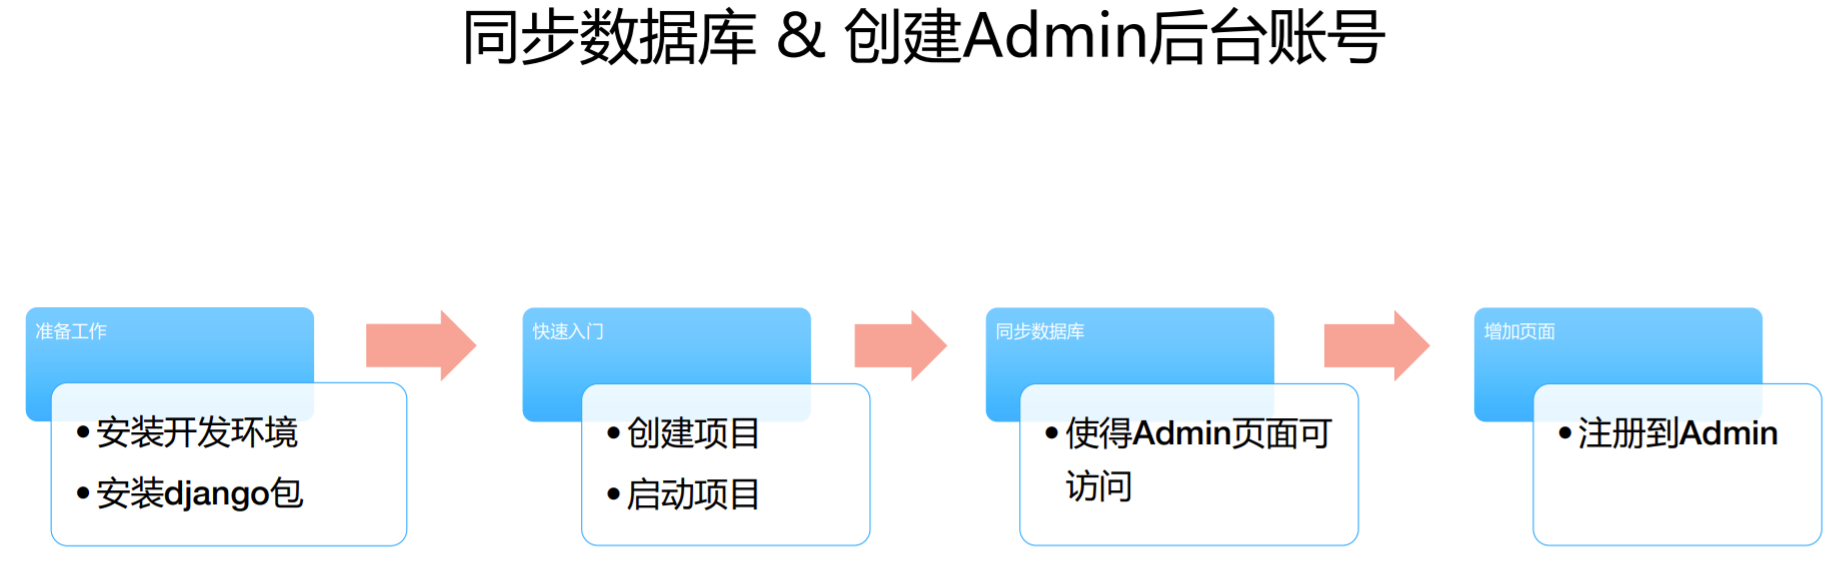 同步数据库 & 创建Admin后台账号
准备工作
• 安装开发环境
• 安装django包
快速入门
• 创建项目
• 启动项目
同步数据库
• 使得Admin页面可
访问
增加页面
• 注册到Admin